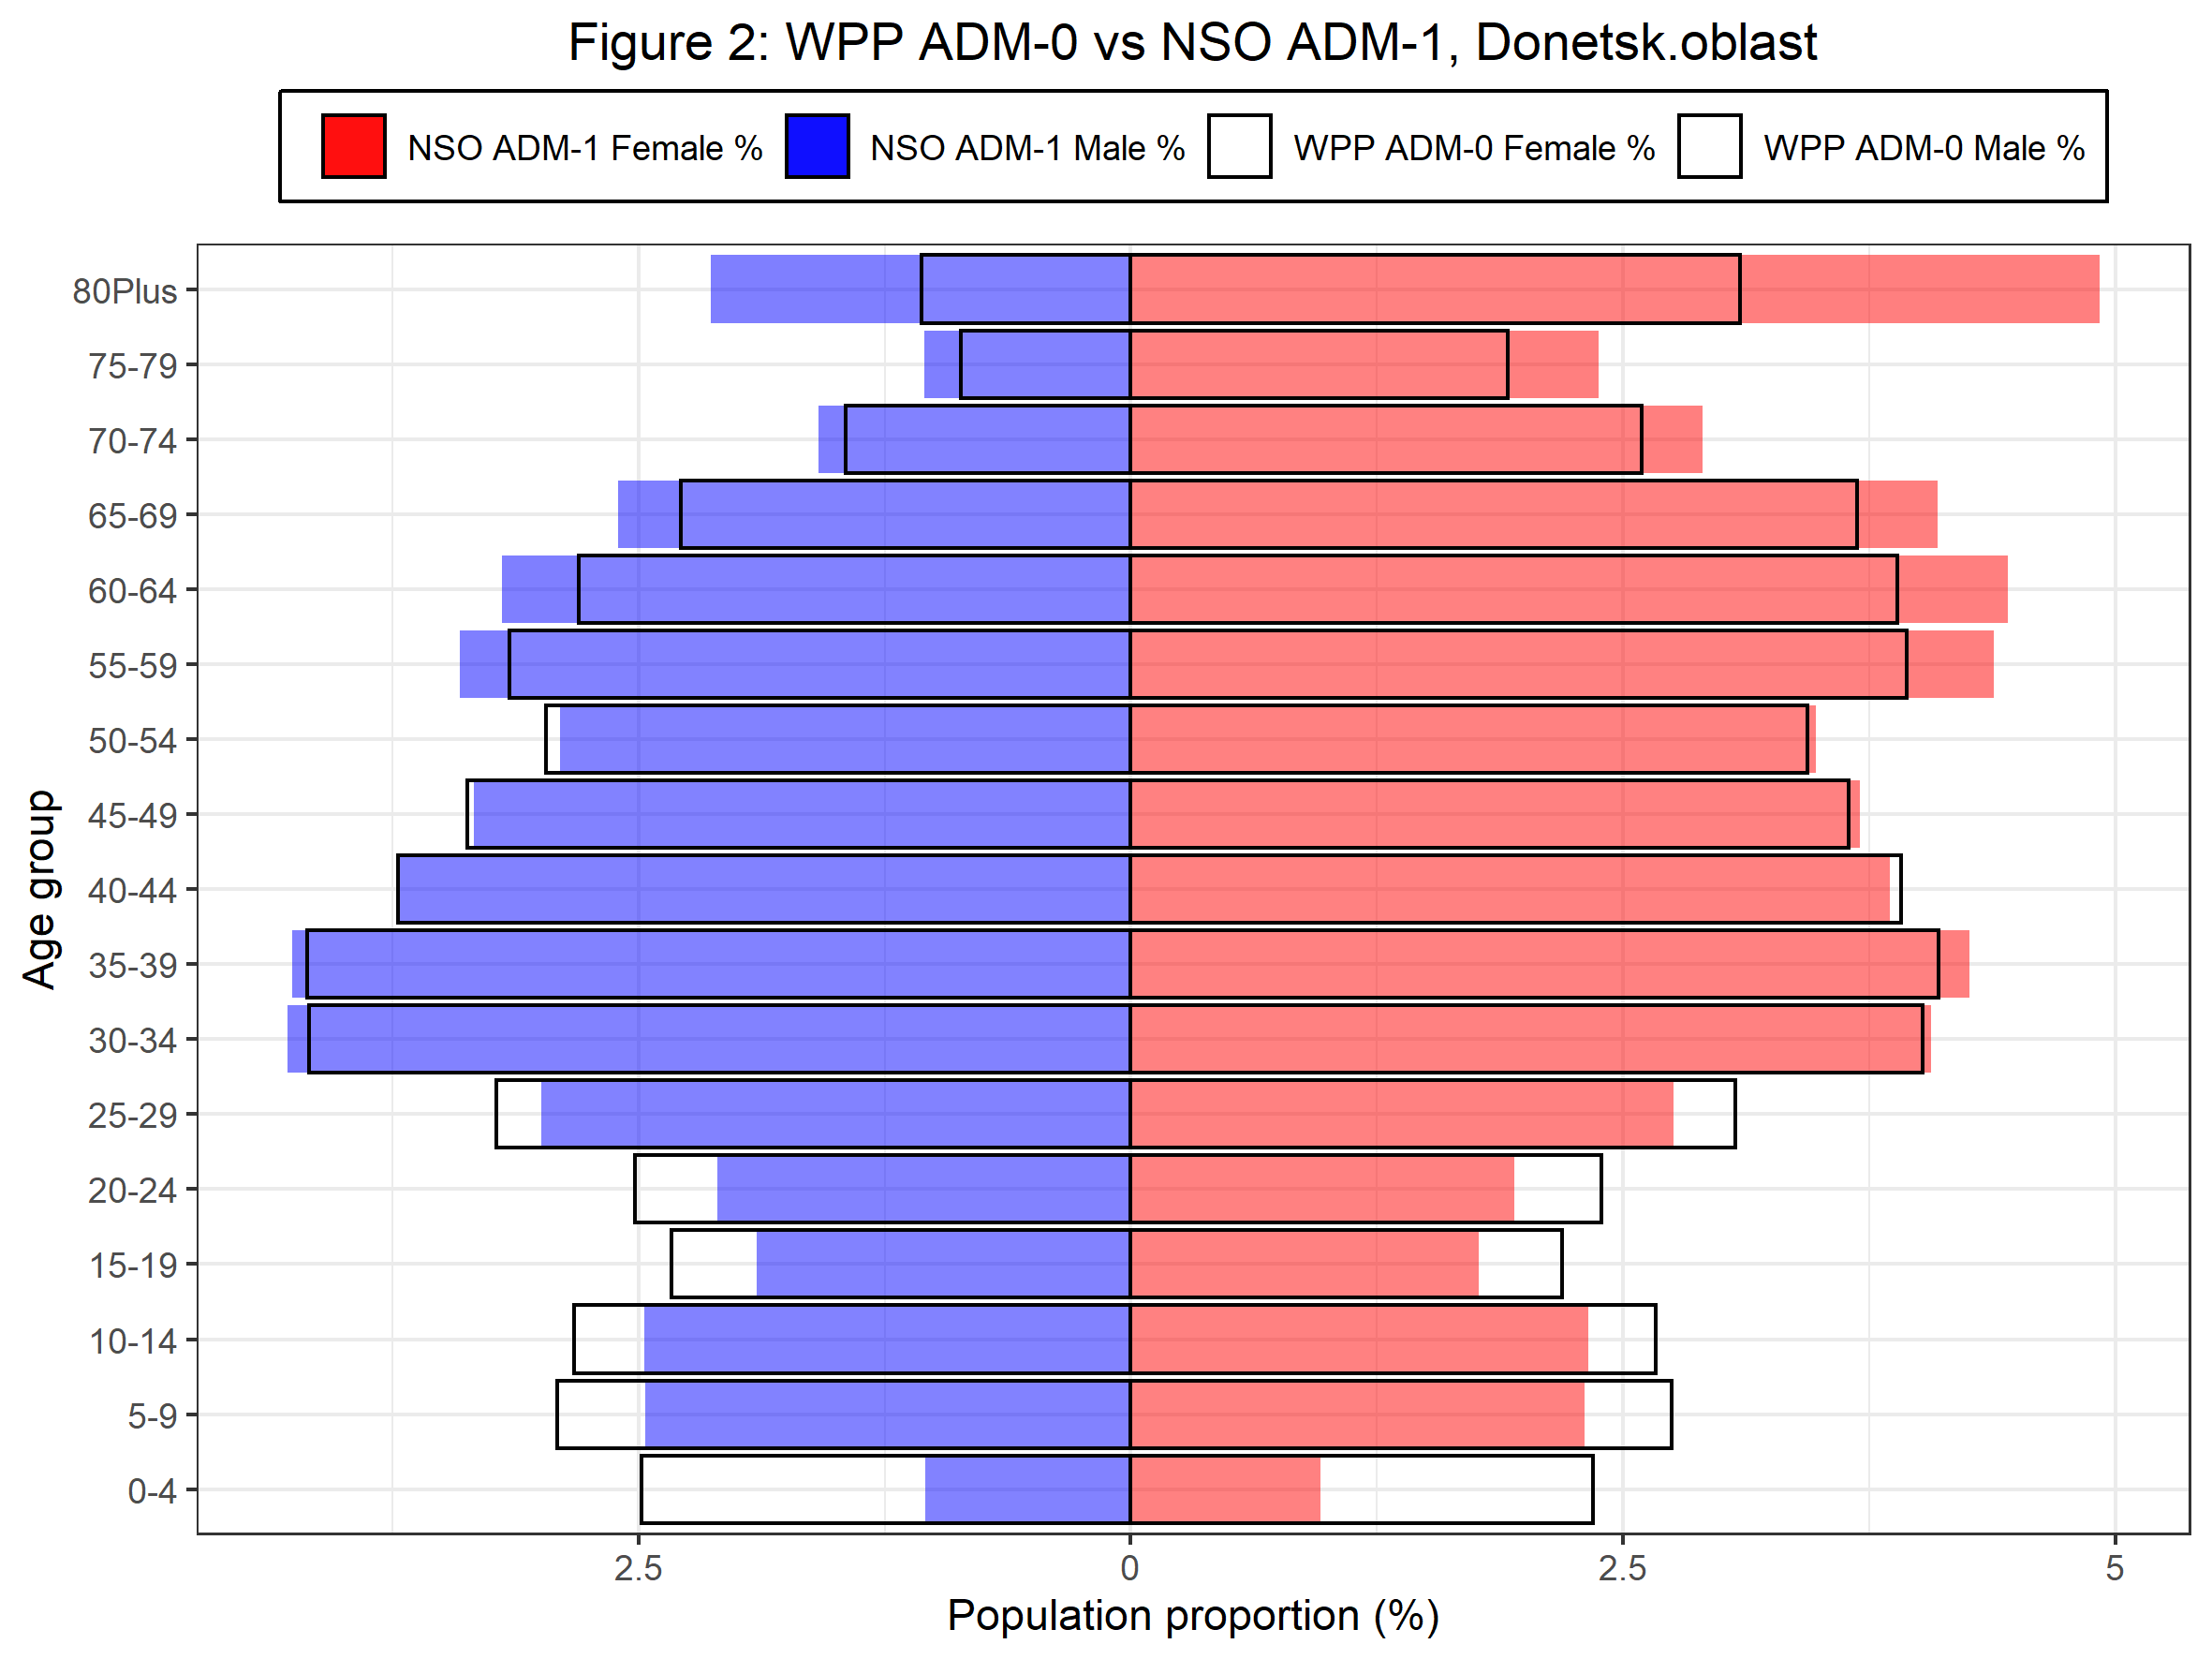 Figure 2: WPP ADM-0 vs NSO ADM-1, Donetsk.oblast
NSO ADM-1 Female %
NSO ADM-1 Male %
WPP ADM-0 Female %
WPP ADM-0 Male %
Age group
80Plus
75-79
70-74
65-69
60-64
55-59
50-54
45-49
40-44
35-39
30-34
25-29
20-24
15-19
10-14
5-9
0-4
2.5
0
2.5
5
Population proportion (%)